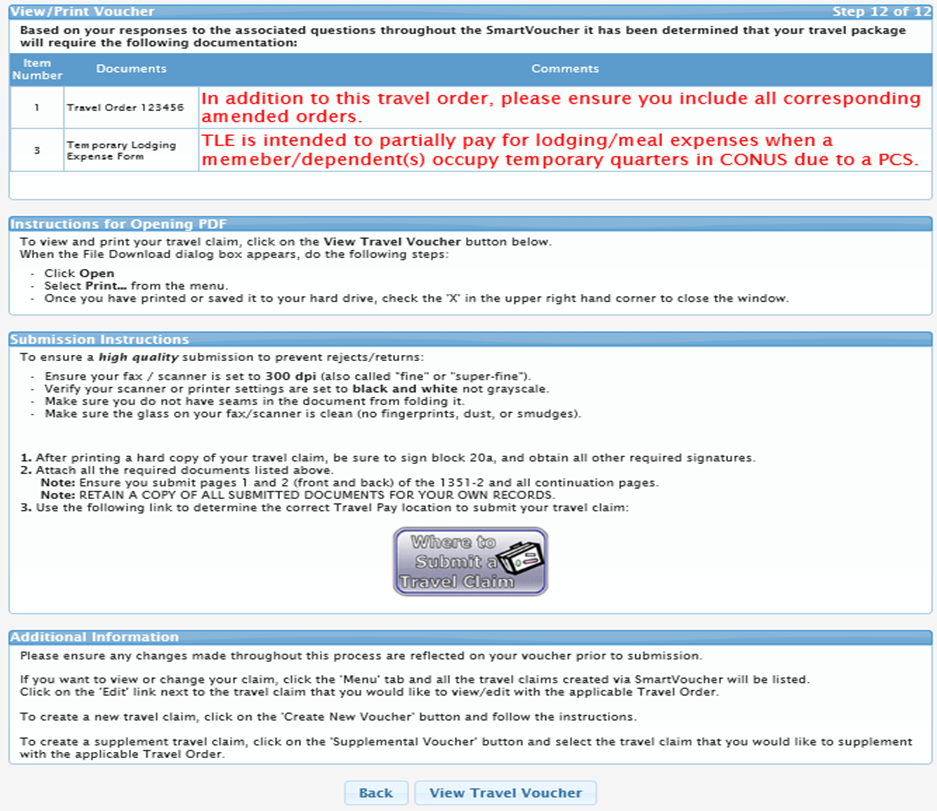 View/Print Voucher Step 12 of 12
Based on your responses to the associated questions throughout the SmartVoucher it has been determined that your travel package
will require the following documentation:
Item
Number Documents Comments
1 Travel Order 123456 In addition to this travel order, please ensure you include all corresponding
amended orders.
3 Temporary Lodging
Expense Form TLE is intended to partially pay for lodging/meal expenses when a
memeber/dependent(s) occupy temporary quarters in CONUS due to a PCS.
Instructions for Opening PDF
To view and print your travel claim, click on the View Travel Voucher button below.
When the File Download dialog box appears, do the following steps:
- Click Open
- Select Print... from the menu.
- Once you have printed or saved it to your hard drive, check the 'X' in the upper right hand corner to close the window.
Submission Instructions
To ensure a high quality submission to prevent rejects/returns:
- Ensure your fax / scanner is set to 300 dpi (also called "fine" or "super-fine").
- Verify your scanner or printer settings are set to black and white not grayscale.
- Make sure you do not have seams in the document from folding it.
- Make sure the glass on your fax/scanner is clean (no fingerprints, dust, or smudges).
1. After printing a hard copy of your travel claim, be sure to sign block 20a, and obtain all other required signatures.
2. Attach all the required documents listed above.
Note: Ensure you submit pages 1 and 2 (front and back) of the 1351-2 and all continuation pages.
Note: RETAIN A COPY OF ALL SUBMITTED DOCUMENTS FOR YOUR OWN RECORDS.
3. Use the following link to determine the correct Travel Pay location to submit your travel claim:
Where to
Submit a
Travel Claim
Additional Information
Please ensure any changes made throughout this process are reflected on your voucher prior to submission.
If you want to view or change your claim, click the 'Menu' tab and all the travel claims created via SmartVoucher will be listed.
Click on the 'Edit' link next to the travel claim that you would like to view/edit with the applicable Travel Order.
To create a new travel claim, click on the 'Create New Voucher' button and follow the instructions.
To create a supplement travel claim, click on the 'Supplemental Voucher' button and select the travel claim that you would like to supplement
with the applicable Travel Order.
Back View Travel Voucher